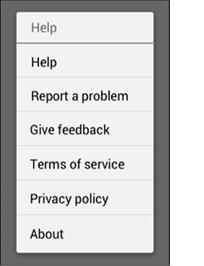 Help
Help
Report a problem
Give feedback
Terms of service
Privacy policy
About